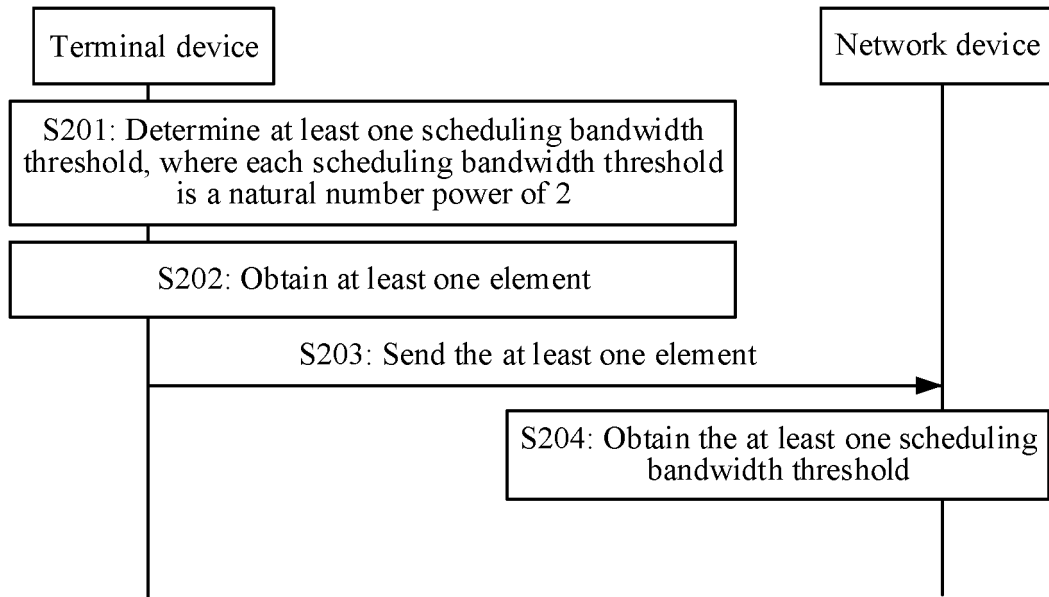 Terminal device
Network device
S201: Determine at least one scheduling bandwidth
threshold, where each scheduling bandwidth threshold
is a natural number power of 2
S202: Obtain at least one element
S203: Send the at least one element
S204: Obtain the at least one scheduling
bandwidth threshold